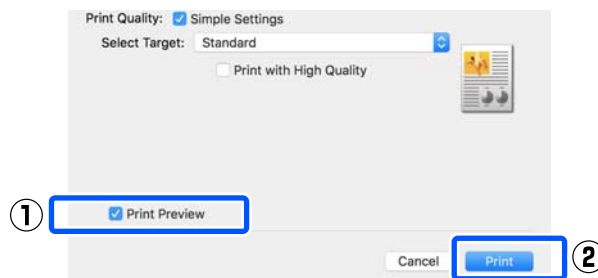 Print Quality: Simple Settings
Select Target: Standard
Print with High Quality
① Print Preview
Cancel Print ②